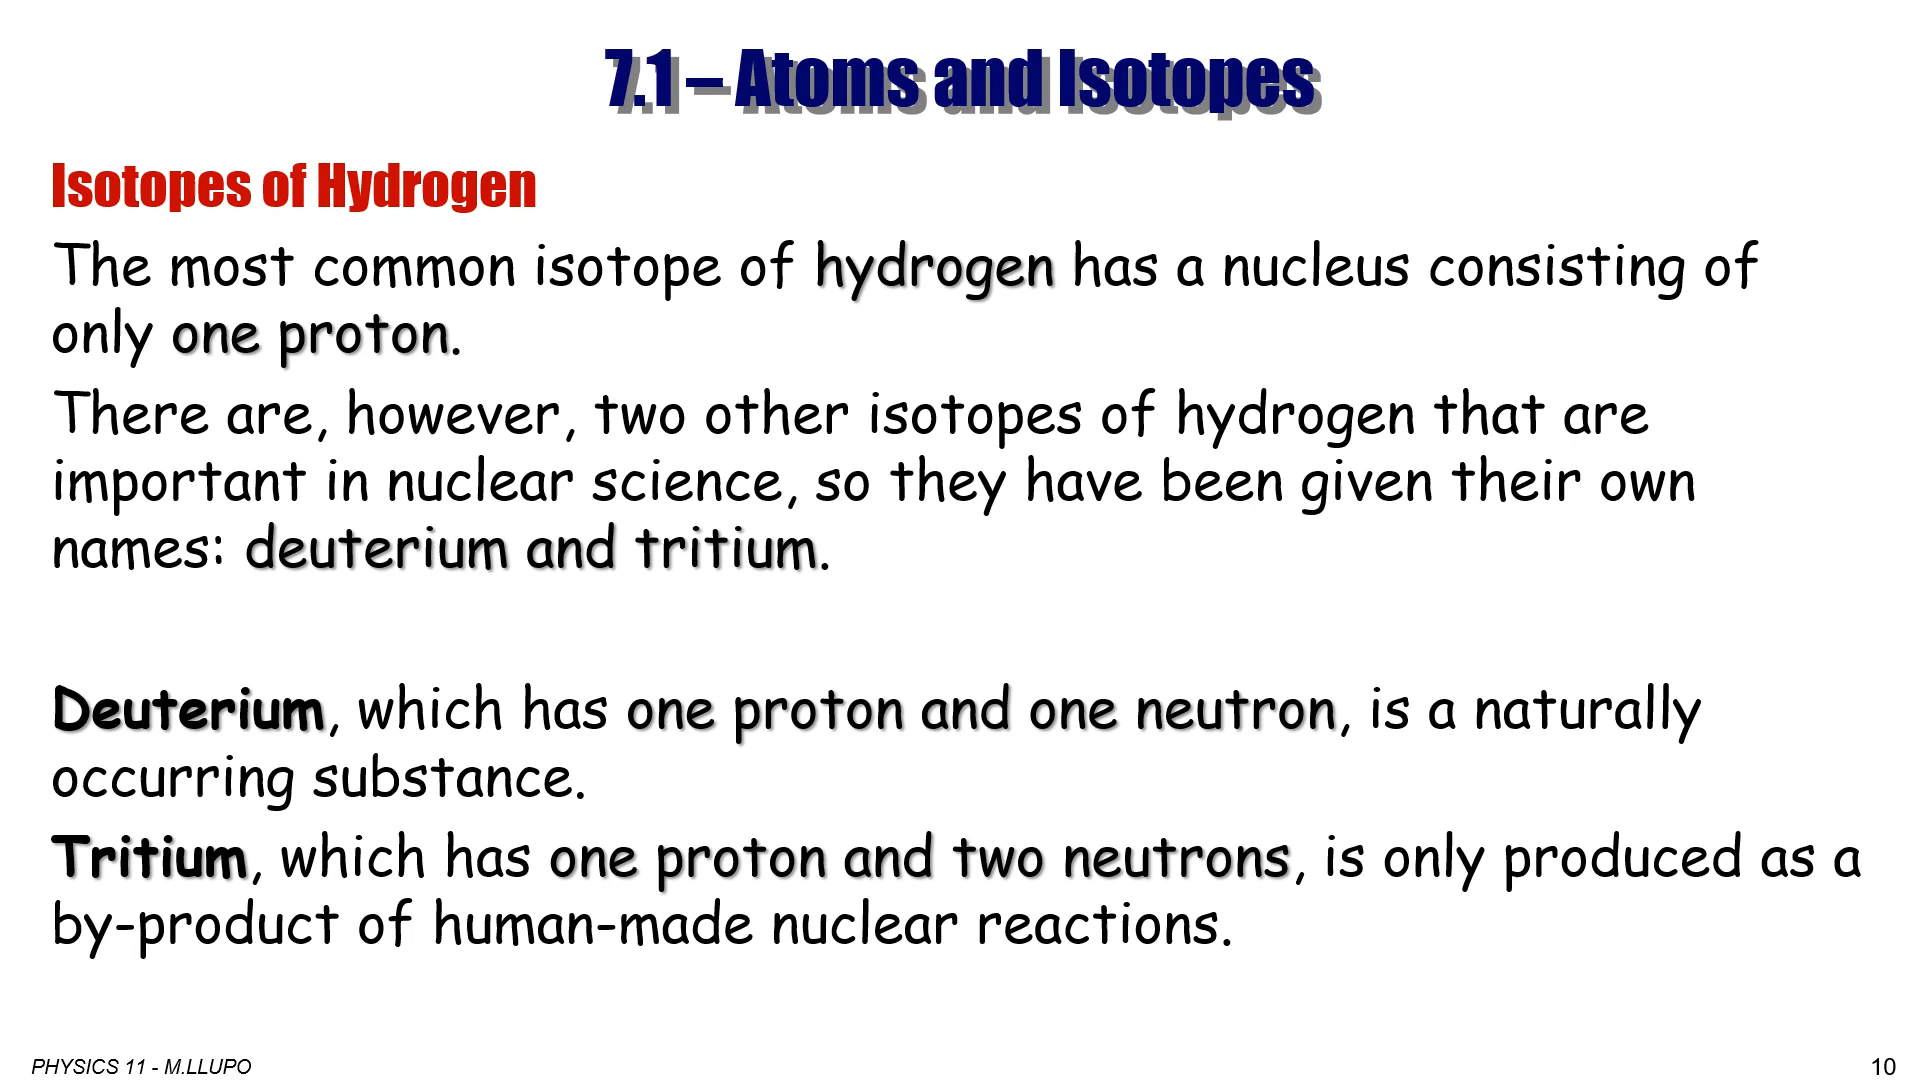 7.1 – Atoms and Isotopes
Isotopes of Hydrogen
The most common isotope of hydrogen has a nucleus consisting of
only one proton.
There are, however, two other isotopes of hydrogen that are
important in nuclear science, so they have been given their own
names: deuterium and tritium.
Deuterium, which has one proton and one neutron, is a naturally
occurring substance.
Tritium, which has one proton and two neutrons, is only produced as a
by-product of human-made nuclear reactions.
PHYSICS 11 - M.LLUPO
10